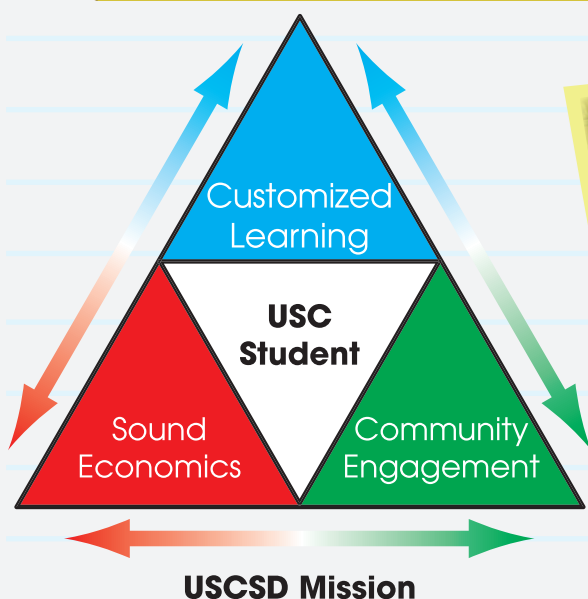 Customized
Learning
USC
Student
Sound
Economics
Community
Engagement
USCSD Mission